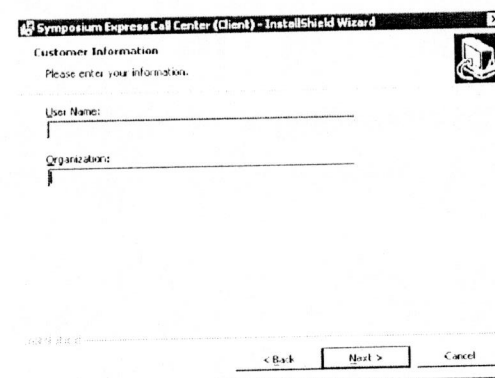 Symposium Express Call Center (Client) - InstallShield Wizard
Customer Information
Please enter your information.
User Name:
Organization:
< Back
Next >
Cancel